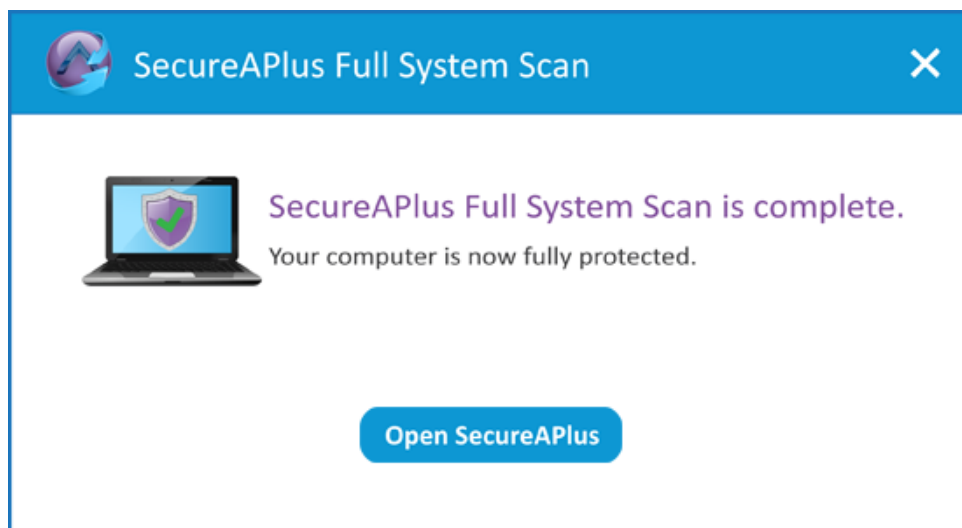 SecureAPlus Full System Scan
SecureAPlus Full System Scan is complete.
Your computer is now fully protected.
Open SecureAPlus